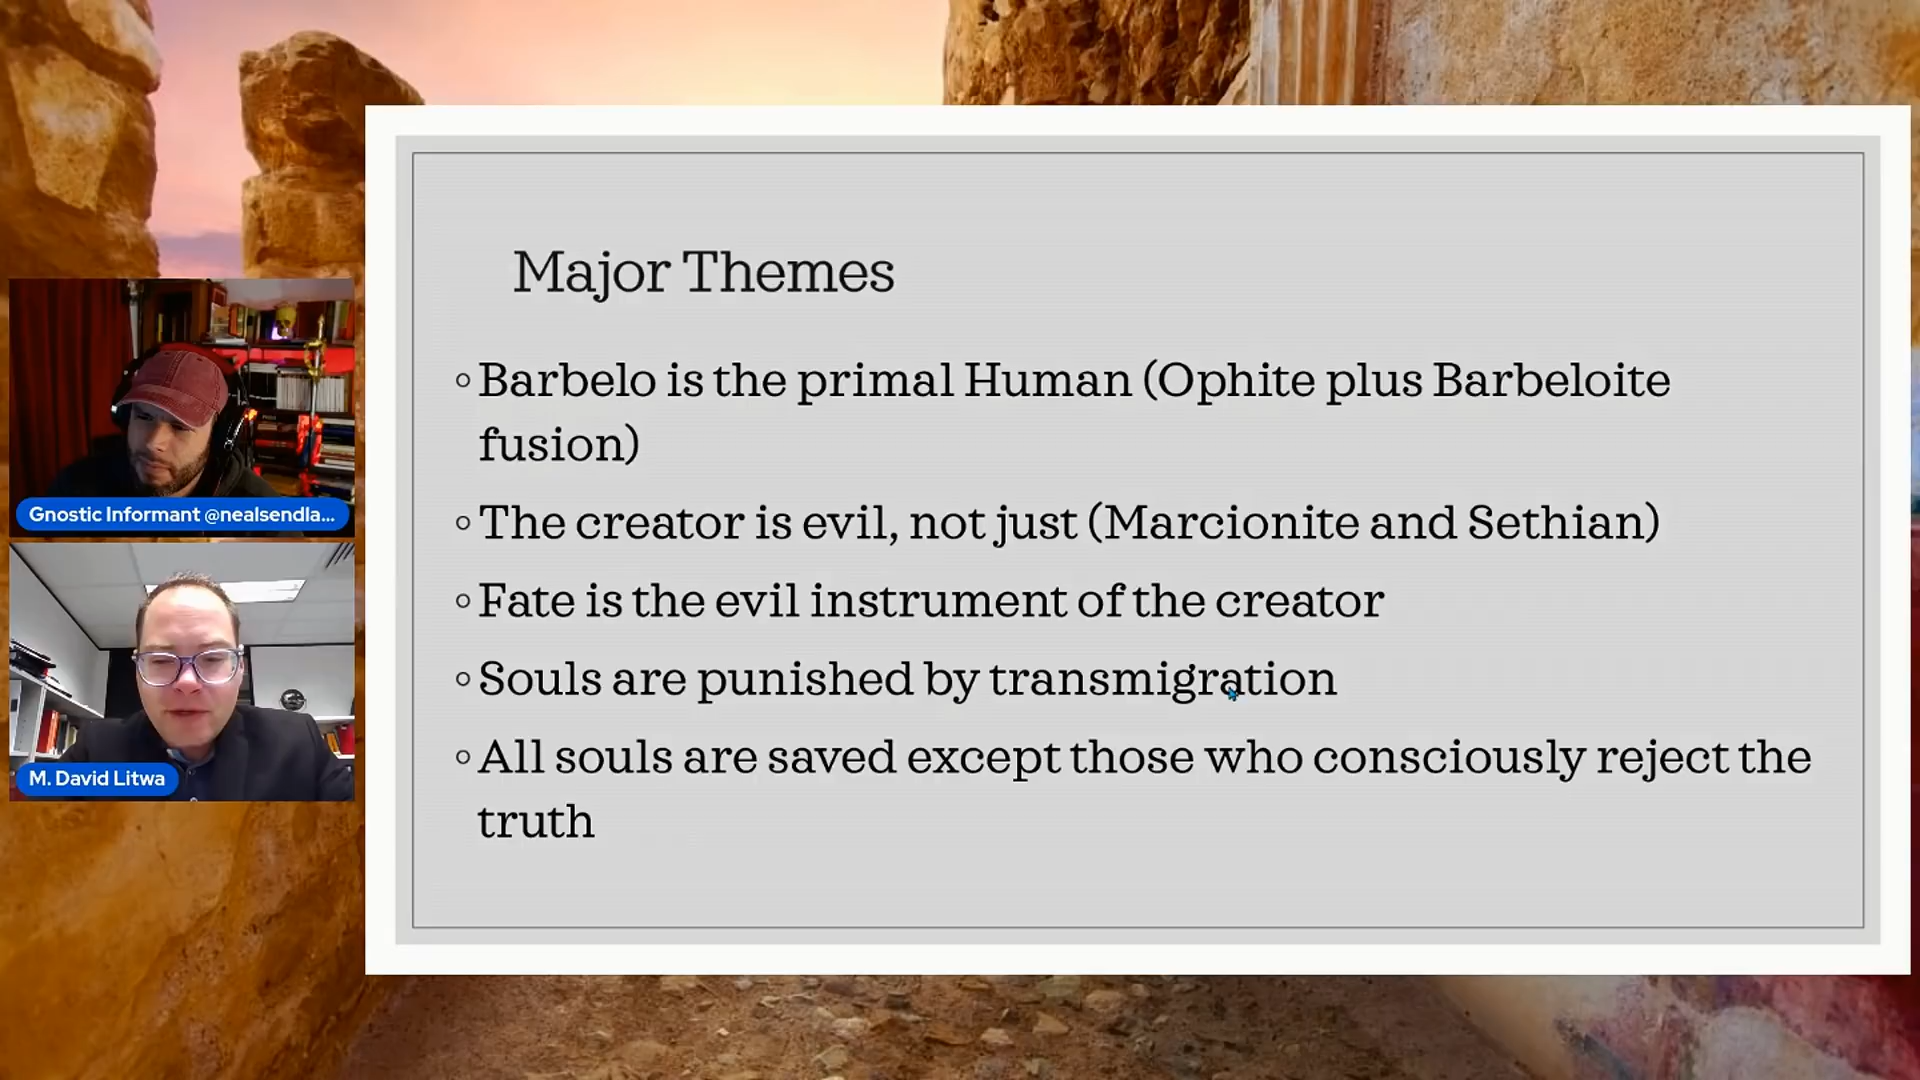 Major Themes
Barbelo is the primal Human (Ophite plus Barbeloite
fusion)
The creator is evil, not just (Marcionite and Sethian)
Fate is the evil instrument of the creator
Souls are punished by transmigration
All souls are saved except those who consciously reject the
truth
Gnostic Informant @nealsendla...
M. David Litwa